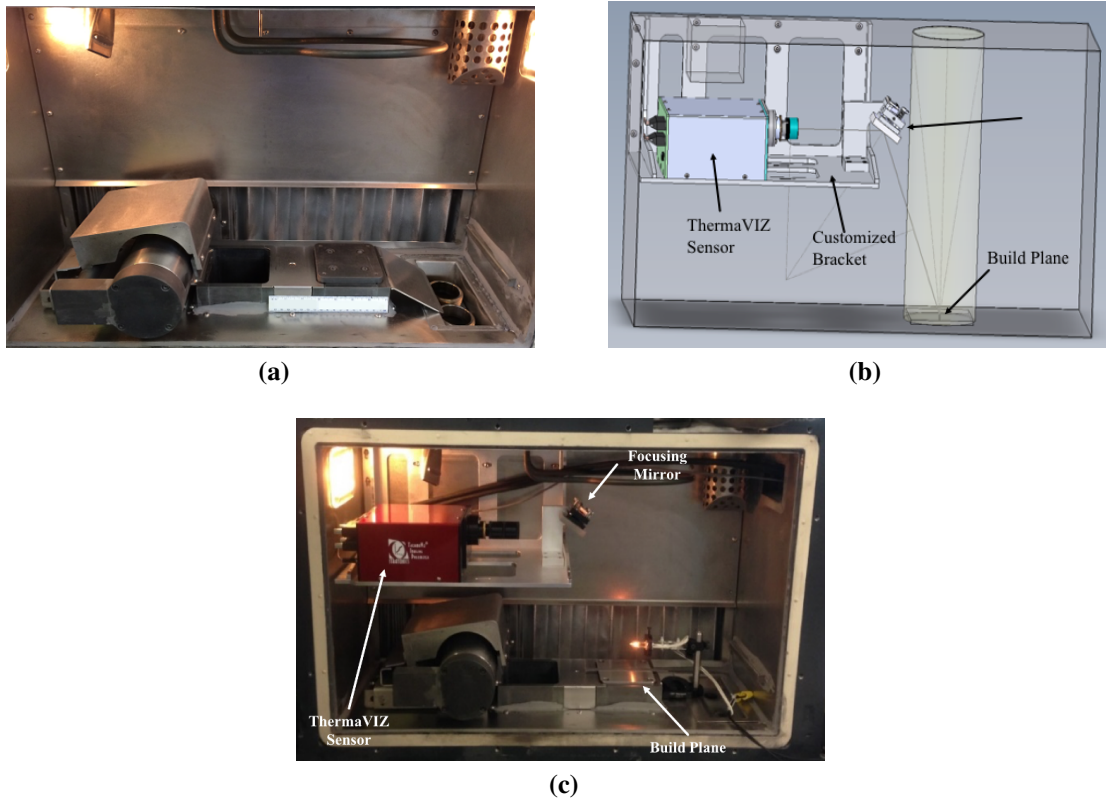 (a)
ThermaVIZ
Sensor
Customized
Bracket
Build Plane
(b)
Focusing
Mirror
ThermaVIZ
Sensor
Build Plane
(c)